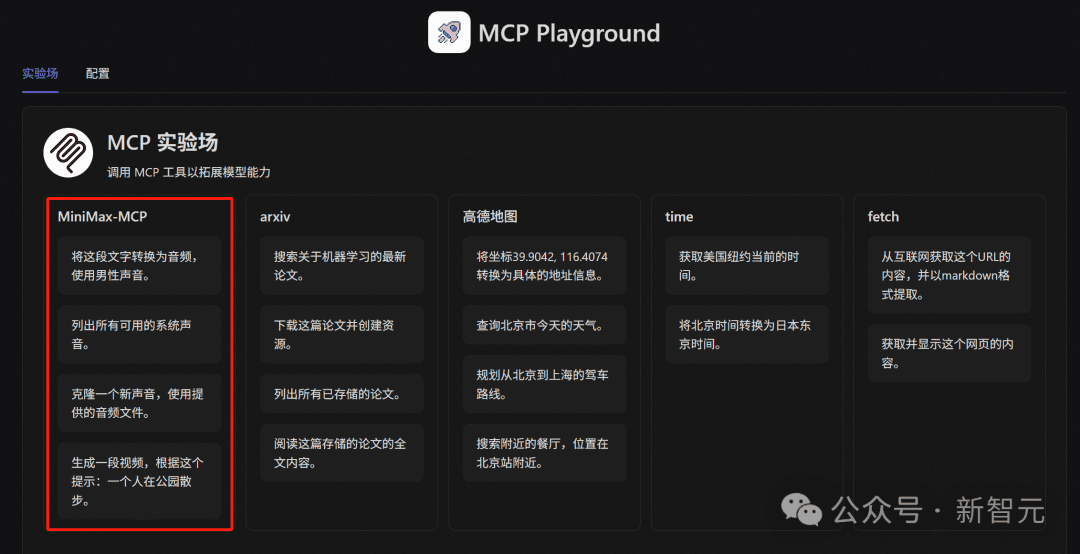 MCP Playground
实验场
配置
MCP 实验场
调用 MCP 工具以拓展模型能力
MiniMax-MCP
将这段文字转换为音频，
使用男性声音。
列出所有可用的系统声
音。
克隆一个新声音，使用提
供的音频文件。
生成一段视频，根据这个
提示：一个人在公园散
步。
arxiv
搜索关于机器学习的最新
论文。
下载这篇论文并创建资
源。
列出所有已存储的论文。
阅读这篇存储的论文的全
文内容。
高德地图
将坐标39.9042, 116.4074
转换为具体的地址信息。
查询北京市今天的天气。
规划从北京到上海的驾车
路线。
搜索附近的餐厅，位置在
北京站附近。
time
获取美国纽约当前的时
间。
将北京时间转换为日本东
京时间。
fetch
从互联网获取这个URL的
内容，并以markdown格
式提取。
获取并显示这个网页的内
容。
公众号 · 新智元